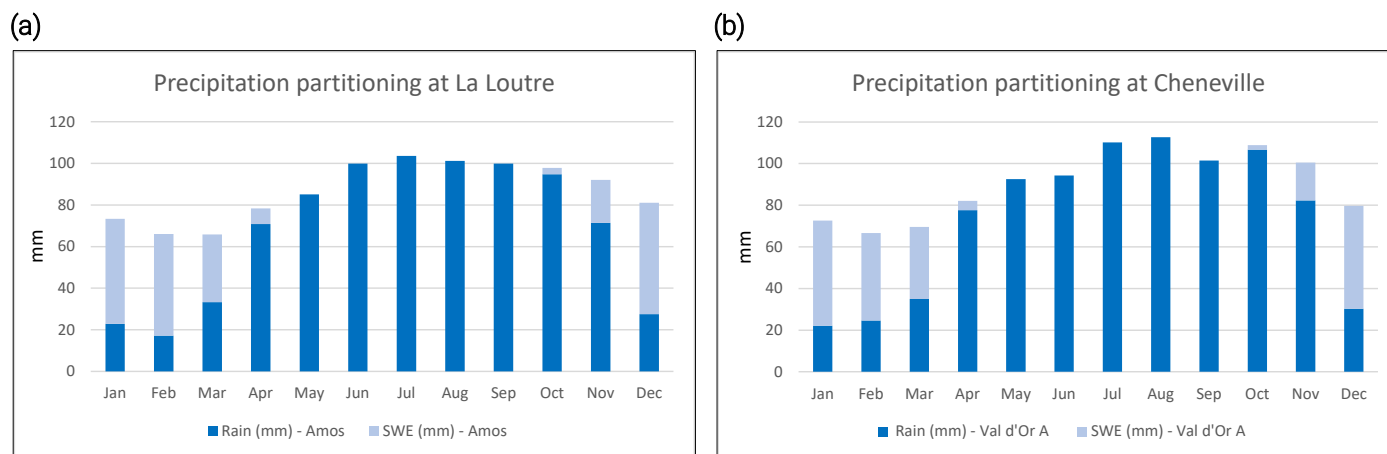 (a)
Precipitation partitioning at La Loutre
120
100
80
60
40
20
0
mm
Jan Feb Mar Apr May Jun Jul Aug Sep Oct Nov Dec
Rain (mm) - Amos SWE (mm) - Amos
(b)
Precipitation partitioning at Cheneville
120
100
80
60
40
20
0
mm
Jan Feb Mar Apr May Jun Jul Aug Sep Oct Nov Dec
Rain (mm) - Val d'Or A SWE (mm) - Val d'Or A